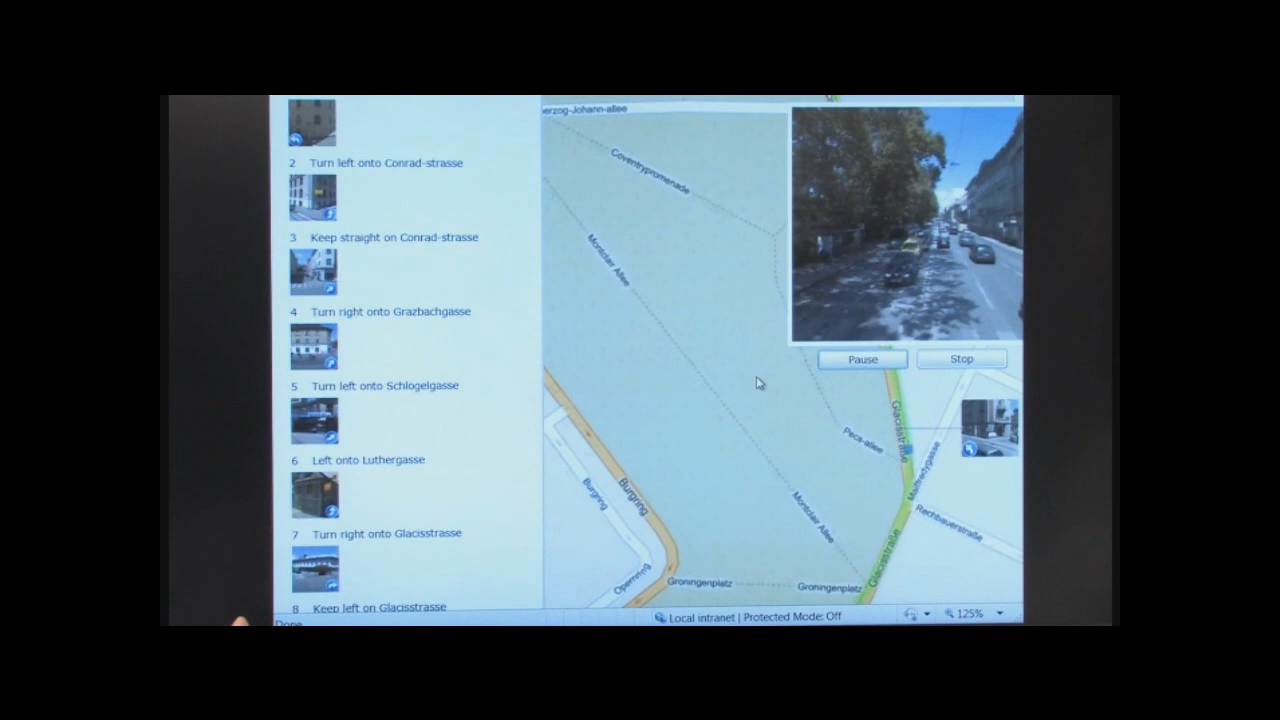 2 Turn left onto Conrad-strasse
3 Keep straight on Conrad-strasse
4 Turn right onto Grazbachgasse
5 Turn left onto Schlogelgasse
6 Left onto Luthergasse
7 Turn right onto Glacisstrasse
8 Keep left on Glacisstrasse
Done
erzog-Johann-allee
Coventrypromenade
Montclair Allee
Pause
Stop
Glacisstraße
Pecs-allee
Maiffredygasse
Burgring
Burgring
Montclair Allee
Rechbauerstraße
Glacisstraße
Opernring
Groningenplatz
Groningenplatz
Local intranet | Protected Mode: Off
125%